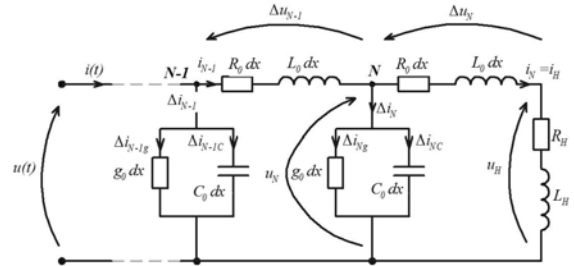 Δu_{N-1} Δu_N
i(t) N-1 i_{N-1} R_0 dx L_0 dx N R_0 dx L_0 dx i_N = i_H
Δi_{N-1} Δi_N
Δi_{N-1g} Δi_{N-1C} Δi_{Ng} Δi_{NC} R_H
u(t) g_0 dx C_0 dx u_N g_0 dx C_0 dx u_H L_H